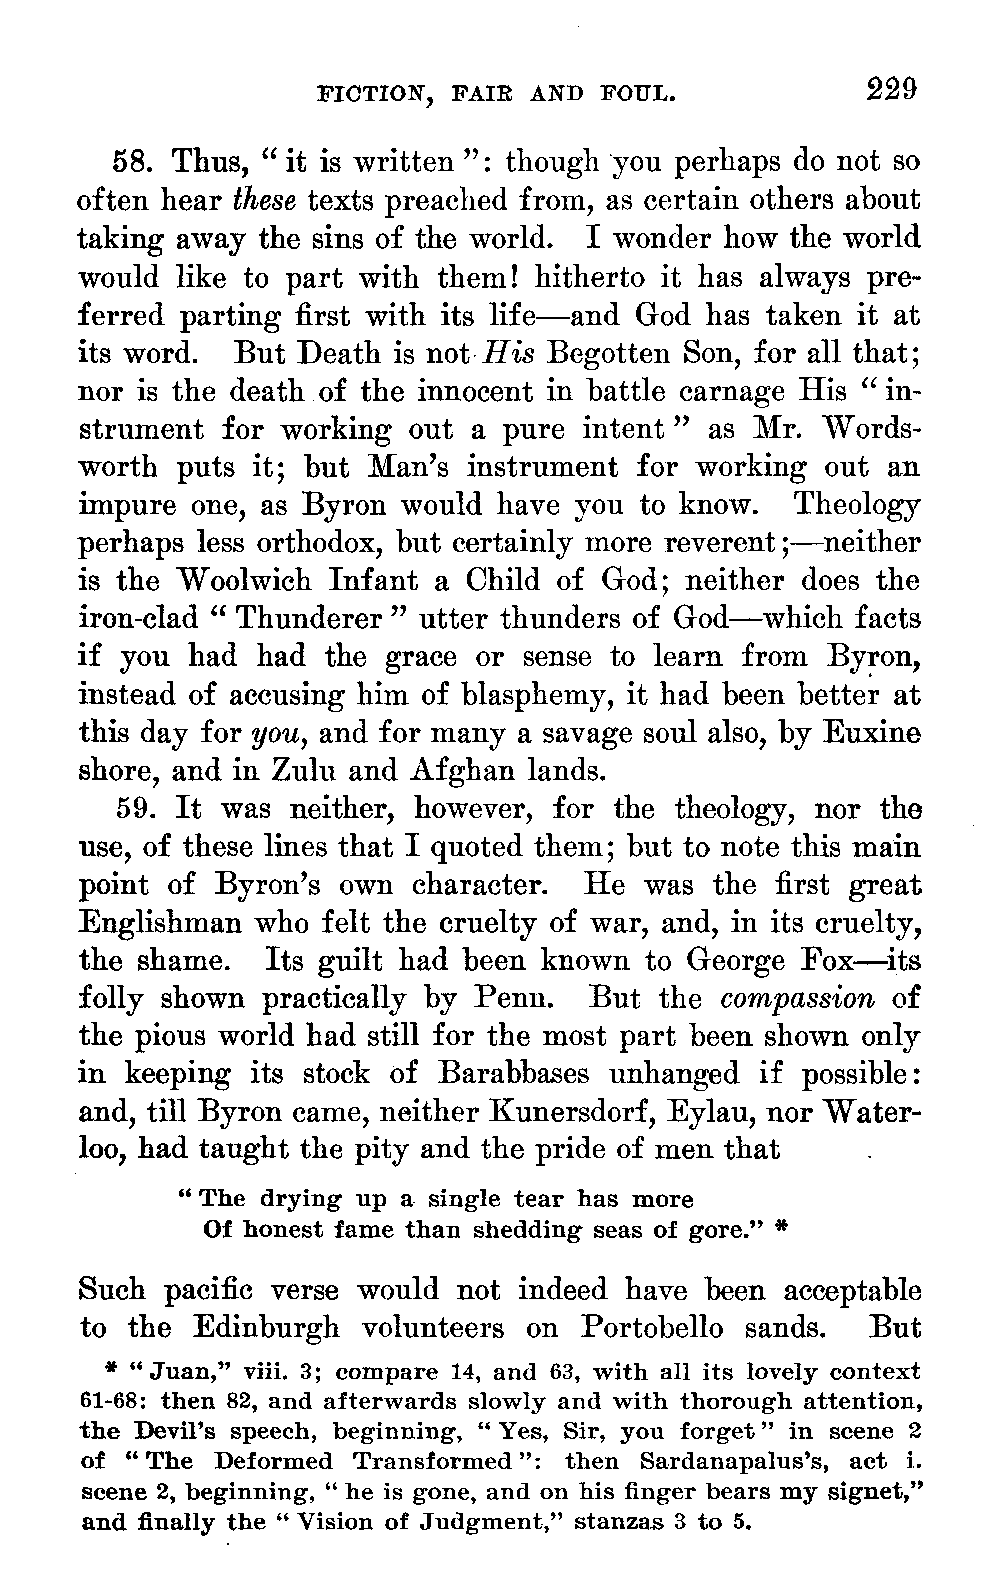 FICTION, FAIR AND FOUL. 229
58. Thus, “ it is written ”: though you perhaps do not so
often hear these texts preached from, as certain others about
taking away the sins of the world. I wonder how the world
would like to part with them! hitherto it has always pre-
ferred parting first with its life—and God has taken it at
its word. But Death is not His Begotten Son, for all that;
nor is the death of the innocent in battle carnage His “ in-
strument for working out a pure intent ” as Mr. Words-
worth puts it; but Man’s instrument for working out an
impure one, as Byron would have you to know. Theology
perhaps less orthodox, but certainly more reverent;—neither
is the Woolwich Infant a Child of God; neither does the
iron-clad “ Thunderer ” utter thunders of God—which facts
if you had had the grace or sense to learn from Byron,
instead of accusing him of blasphemy, it had been better at
this day for you, and for many a savage soul also, by Euxine
shore, and in Zulu and Afghan lands.
59. It was neither, however, for the theology, nor the
use, of these lines that I quoted them; but to note this main
point of Byron’s own character. He was the first great
Englishman who felt the cruelty of war, and, in its cruelty,
the shame. Its guilt had been known to George Fox—its
folly shown practically by Penn. But the compassion of
the pious world had still for the most part been shown only
in keeping its stock of Barabbases unhanged if possible:
and, till Byron came, neither Kunersdorf, Eylau, nor Water-
loo, had taught the pity and the pride of men that
“ The drying up a single tear has more
Of honest fame than shedding seas of gore.” *
Such pacific verse would not indeed have been acceptable
to the Edinburgh volunteers on Portobello sands. But
* “ Juan,” viii. 3; compare 14, and 63, with all its lovely context
61-68: then 82, and afterwards slowly and with thorough attention,
the Devil’s speech, beginning, “ Yes, Sir, you forget ” in scene 2
of “ The Deformed Transformed ”: then Sardanapalus’s, act i.
scene 2, beginning, “ he is gone, and on his finger bears my signet,”
and finally the “ Vision of Judgment,” stanzas 3 to 5.